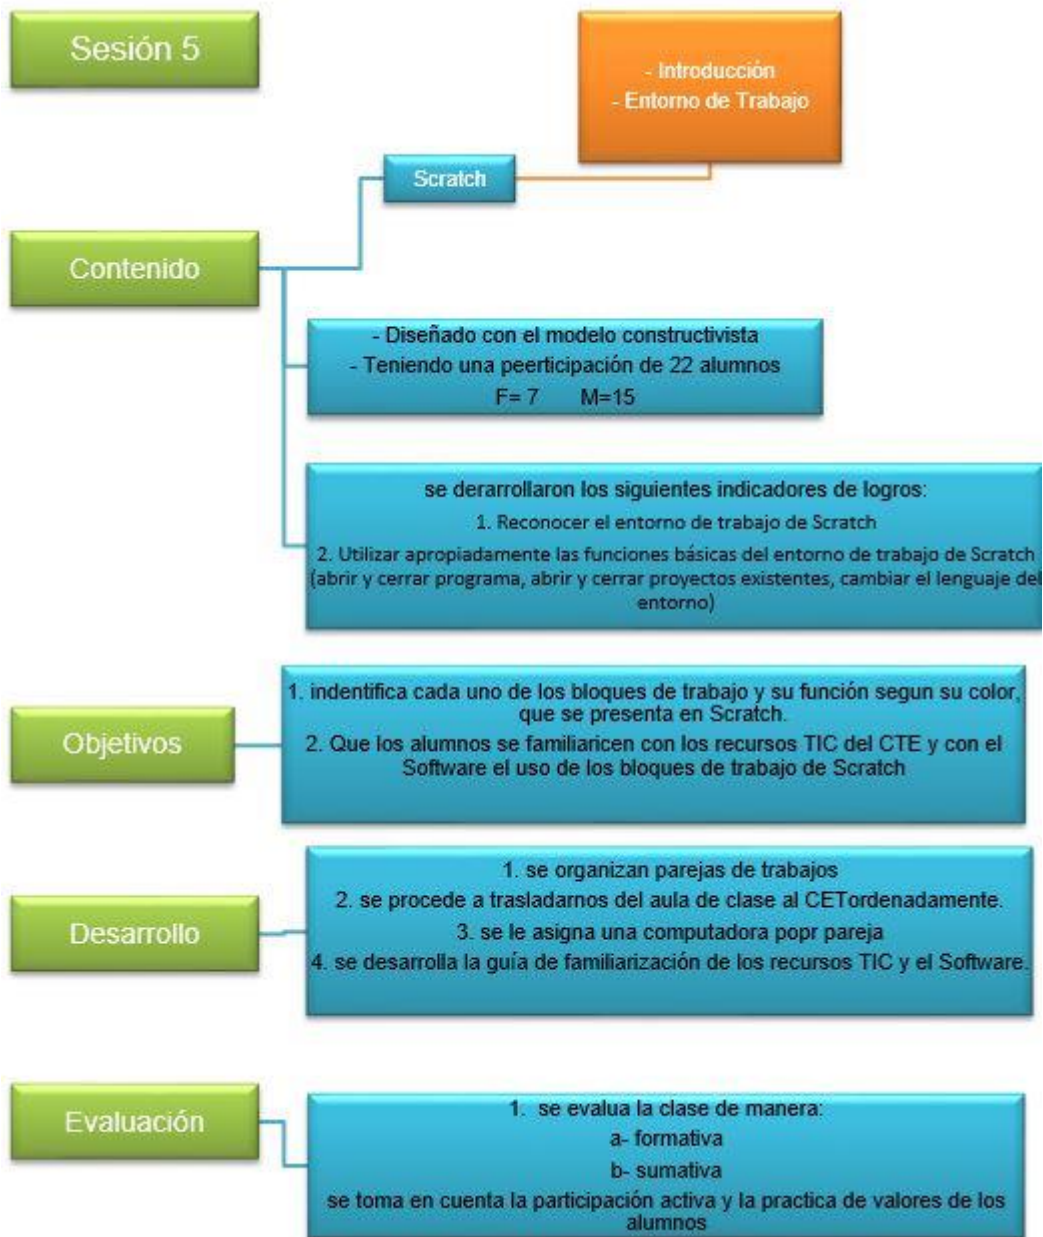 Sesión 5
- Introducción
- Entorno de Trabajo
Scratch
Contenido
- Diseñado con el modelo constructivista
- Teniendo una peerticipación de 22 alumnos
F= 7 M=15
se derarrollaron los siguientes indicadores de logros:
1. Reconocer el entorno de trabajo de Scratch
2. Utilizar apropiadamente las funciones básicas del entorno de trabajo de Scratch
(abrir y cerrar programa, abrir y cerrar proyectos existentes, cambiar el lenguaje del
entorno)
Objetivos
1. indentifica cada uno de los bloques de trabajo y su función segun su color,
que se presenta en Scratch.
2. Que los alumnos se familiaricen con los recursos TIC del CTE y con el
Software el uso de los bloques de trabajo de Scratch
Desarrollo
1. se organizan parejas de trabajos
2. se procede a trasladarnos del aula de clase al CETordenadamente.
3. se le asigna una computadora popr pareja
4. se desarrolla la guía de familiarización de los recursos TIC y el Software.
Evaluación
1. se evalua la clase de manera:
a- formativa
b- sumativa
se toma en cuenta la participación activa y la practica de valores de los
alumnos